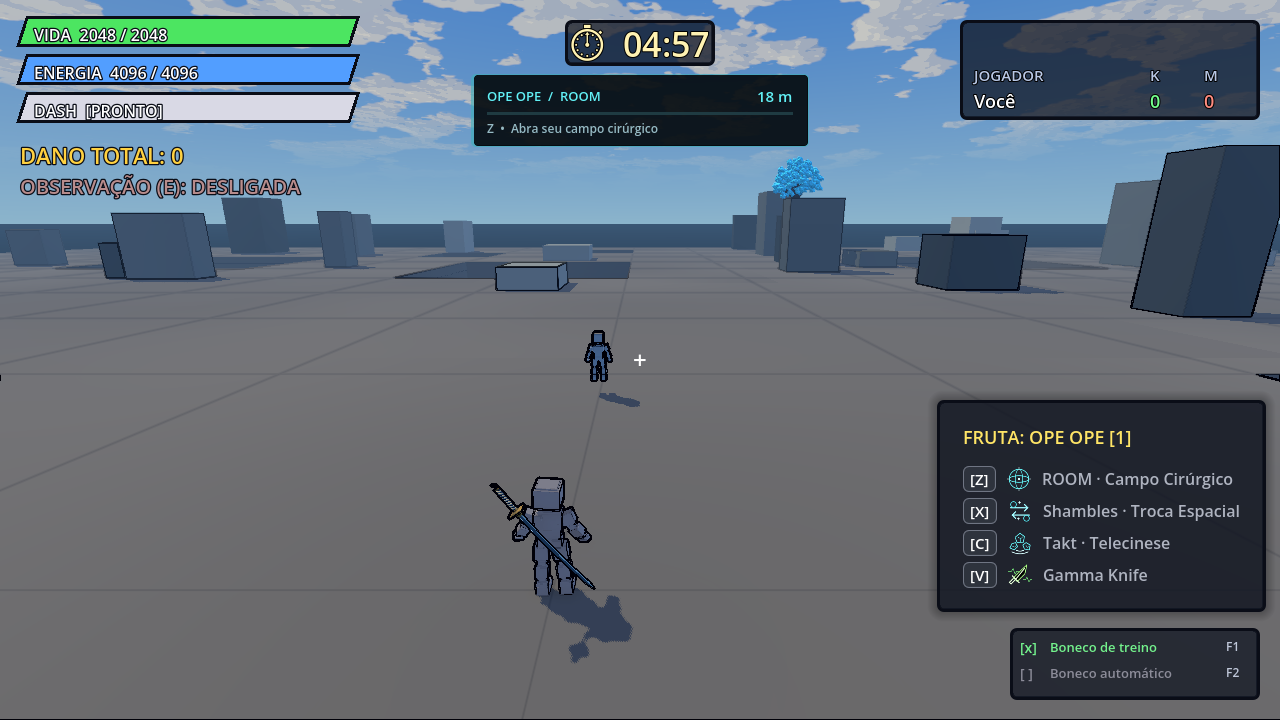 VIDA 2048 / 2048
ENERGIA 4096 / 4096
DASH [PRONTO]
DANO TOTAL: 0
OBSERVAÇÃO (E): DESLIGADA
04:57
OPE OPE / ROOM 18 m
Z • Abra seu campo cirúrgico
JOGADOR K M
Você 0 0
FRUTA: OPE OPE [1]
[Z] ROOM · Campo Cirúrgico
[X] Shambles · Troca Espacial
[C] Takt · Telecinese
[V] Gamma Knife
[x] Boneco de treino F1
[ ] Boneco automático F2